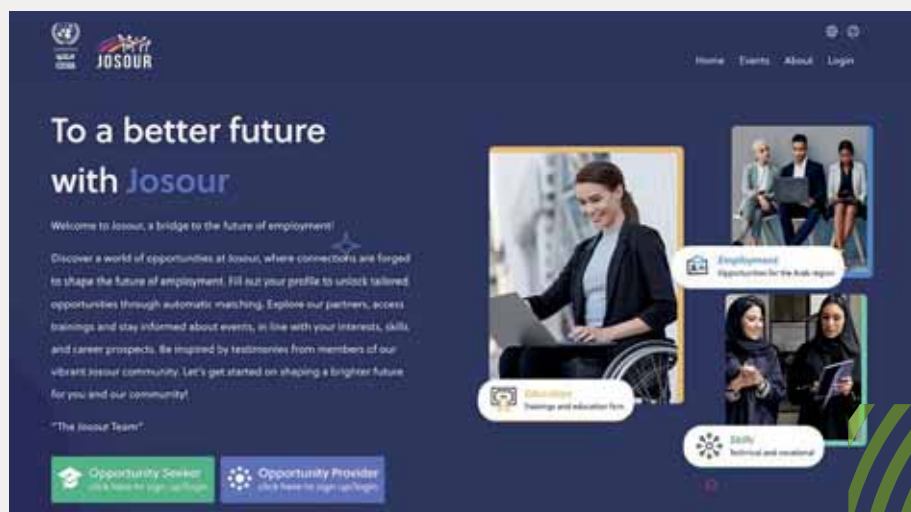 JOSOUR
Home Events About Login
To a better future
with Josour
Welcome to Josour, a bridge to the future of employment!
Discover a world of opportunities at Josour, where connections are forged
to shape the future of employment. Fill out your profile to unlock tailored
opportunities through automatic matching. Explore our partners, access
trainings and stay informed about events, in line with your interests, skills
and career prospects. Be inspired by testimonies from members of our
vibrant Josour community. Let's get started on shaping a brighter future
for you and our community!
"The Josour Team"
Opportunity Seeker
click here to sign up/login
Opportunity Provider
click here to sign up/login
Employment
Opportunities for the Arab region
Education
Trainings and education firm
Skills
Technical and vocational